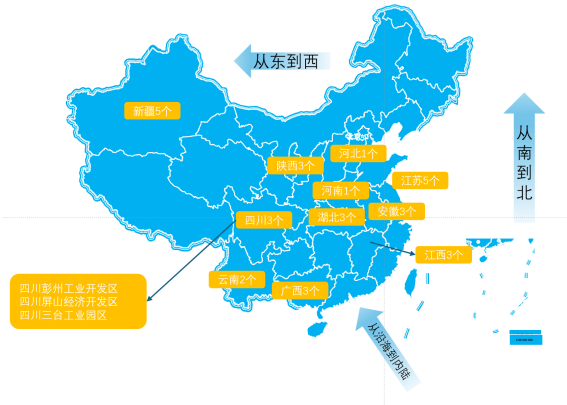 从东到西
新疆5个
河北1个
陕西3个
江苏5个
从南到北
河南1个
四川3个
湖北3个
安徽3个
江西3个
云南2个
广西3个
四川彭州工业开发区
四川屏山经济开发区
四川三台工业园区
从沿海到内陆